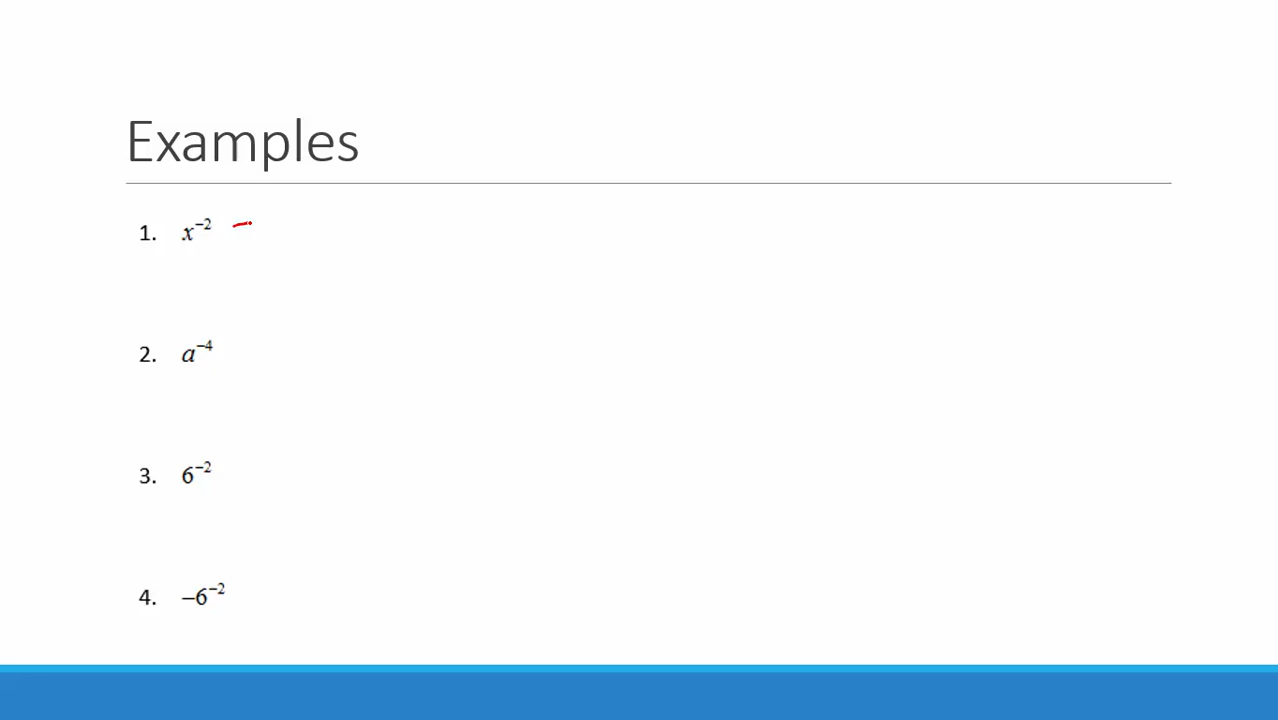 Examples
1. x⁻²
2. a⁻⁴
3. 6⁻²
4. –6⁻²